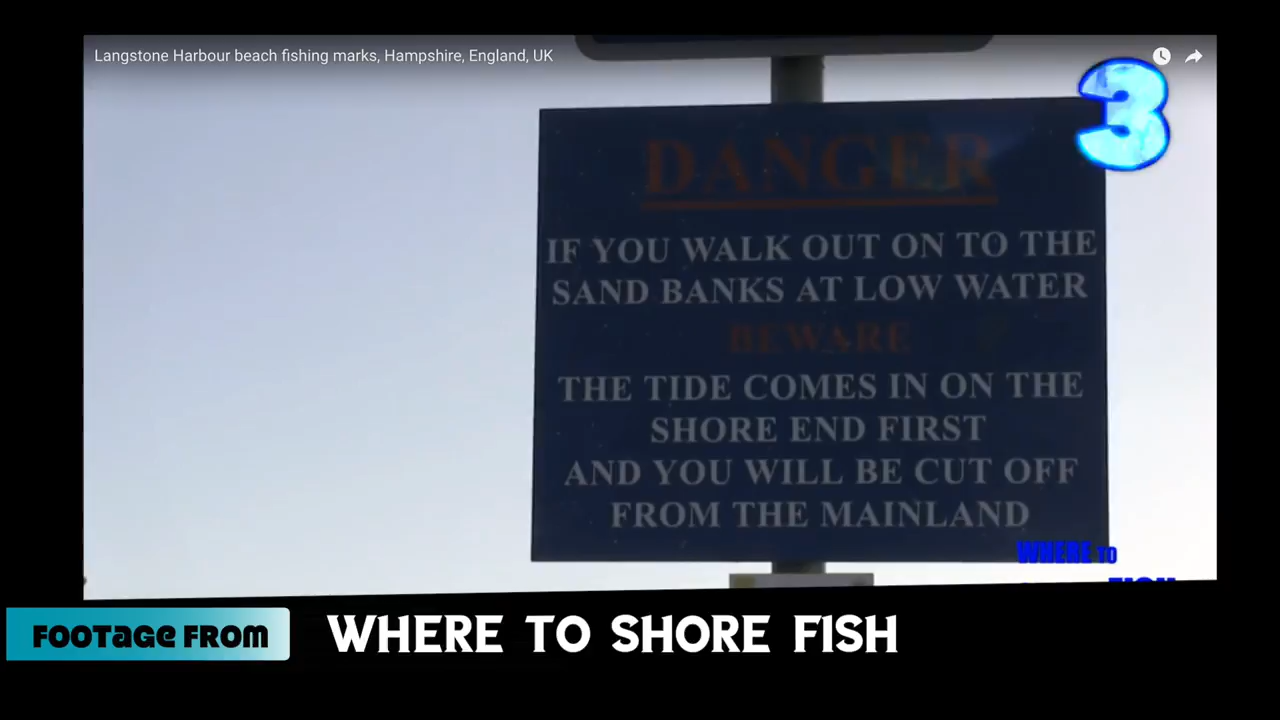 Langstone Harbour beach fishing marks, Hampshire, England, UK
3
DANGER
IF YOU WALK OUT ON TO THE
SAND BANKS AT LOW WATER
BEWARE
THE TIDE COMES IN ON THE
SHORE END FIRST
AND YOU WILL BE CUT OFF
FROM THE MAINLAND
WHERE TO
FOOTAGE FROM
WHERE TO SHORE FISH